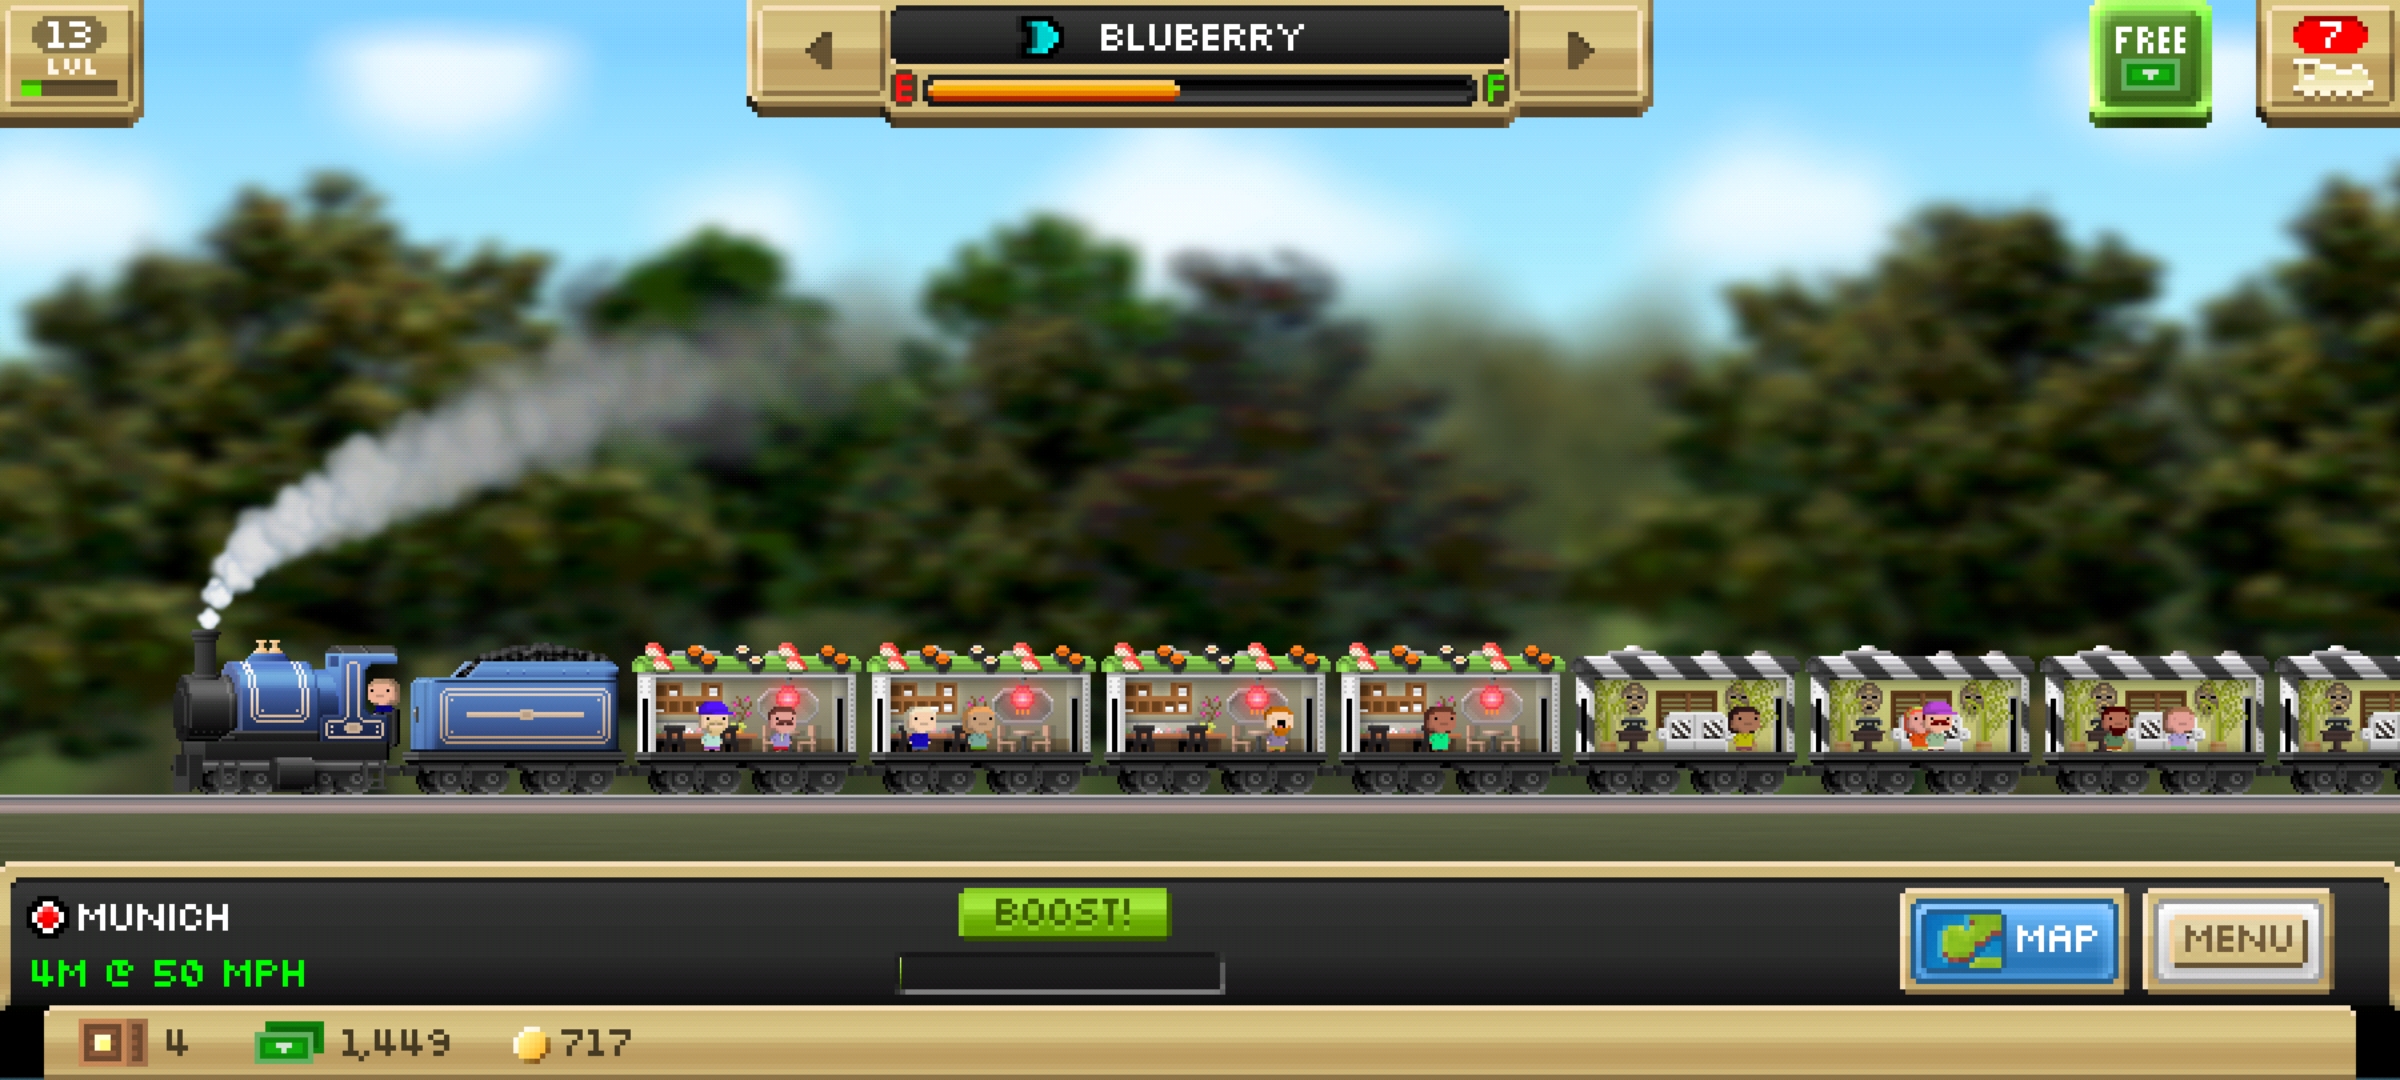 13
LVL
BLUBERRY
E F
FREE
7
MUNICH
4M @ 50 MPH
BOOST!
MAP
MENU
4 1,449 717